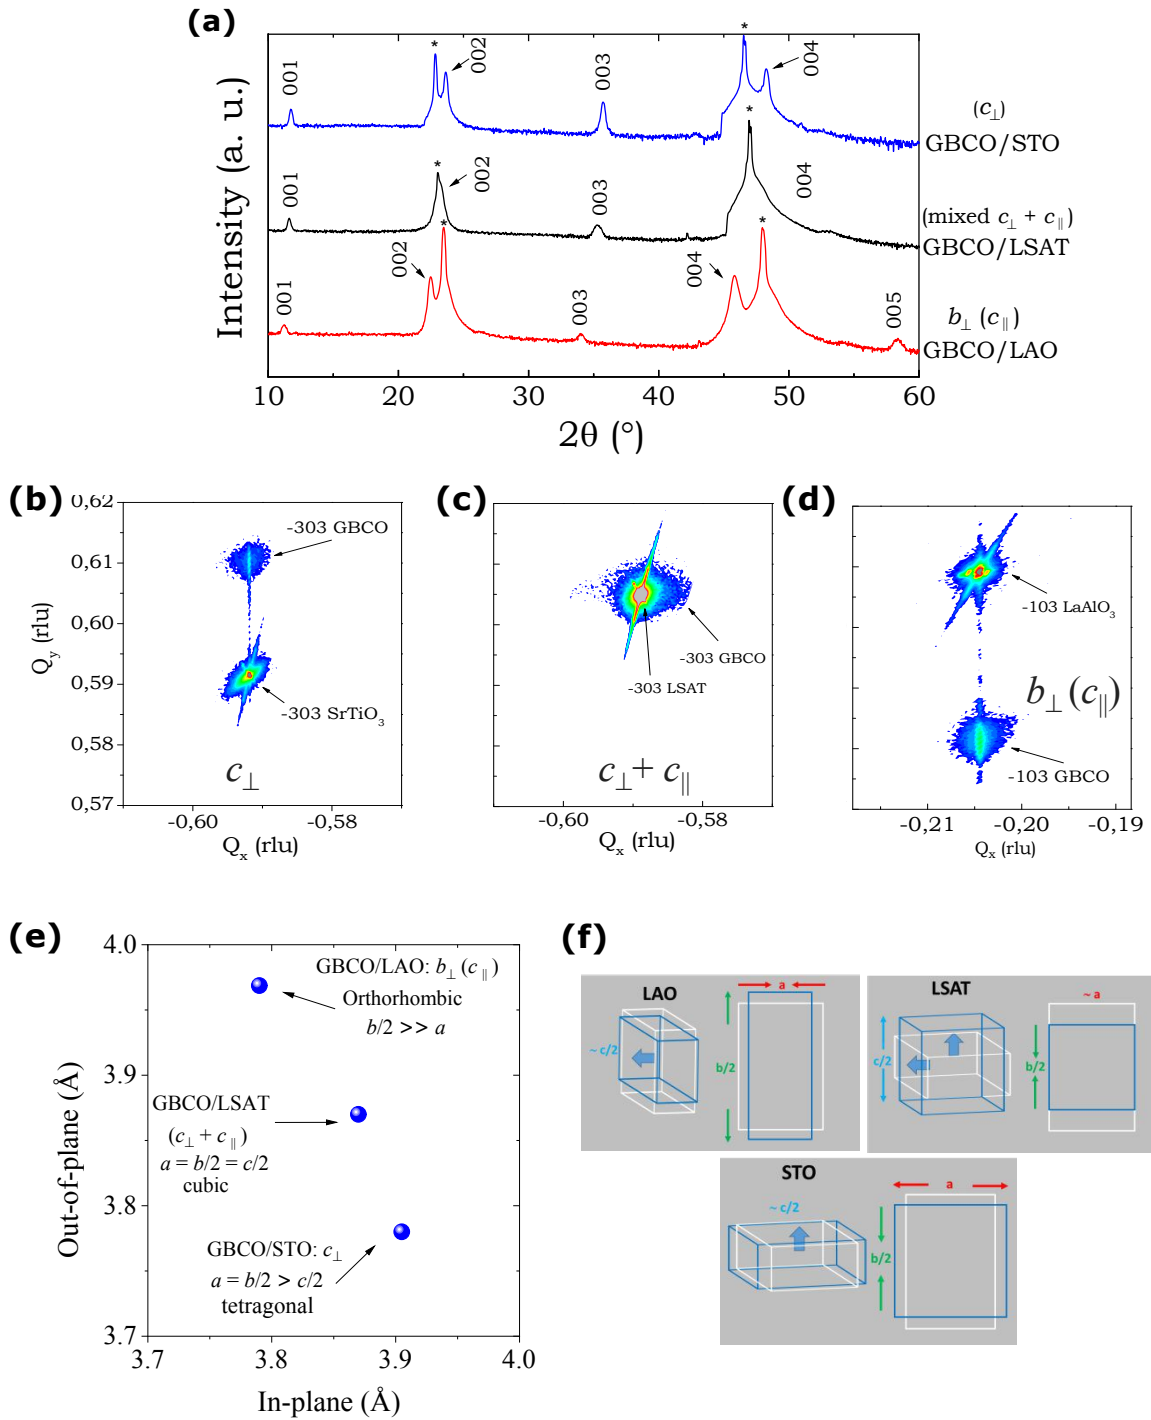 (a)
Intensity (a. u.)
001
*
002
003
*
004
(c⊥)
GBCO/STO
001
*
002
003
*
004
(mixed c⊥ + c∥)
GBCO/LSAT
001
002
*
003
004
*
005
b⊥ (c∥)
GBCO/LAO
10 20 30 40 50 60
2θ (°)
(b)
0,62
0,61
0,60
0,59
0,58
0,57
Q_y (rlu)
-303 GBCO
-303 SrTiO₃
c⊥
-0,60 -0,58
Q_x (rlu)
(c)
-303 GBCO
-303 LSAT
c⊥+ c∥
-0,60 -0,58
Q_x (rlu)
(d)
-103 LaAlO₃
b⊥(c∥)
-103 GBCO
-0,21 -0,20 -0,19
Q_x (rlu)
(e)
Out-of-plane (Å)
4.0
3.9
3.8
3.7
GBCO/LAO: b⊥ (c∥)
Orthorhombic
b/2 >> a
GBCO/LSAT
(c⊥ + c∥)
a = b/2 = c/2
cubic
GBCO/STO: c⊥
a = b/2 > c/2
tetragonal
3.7 3.8 3.9 4.0
In-plane (Å)
(f)
LAO
~ c/2
a
b/2
LSAT
c/2
~ a
b/2
STO
~ c/2
a
b/2